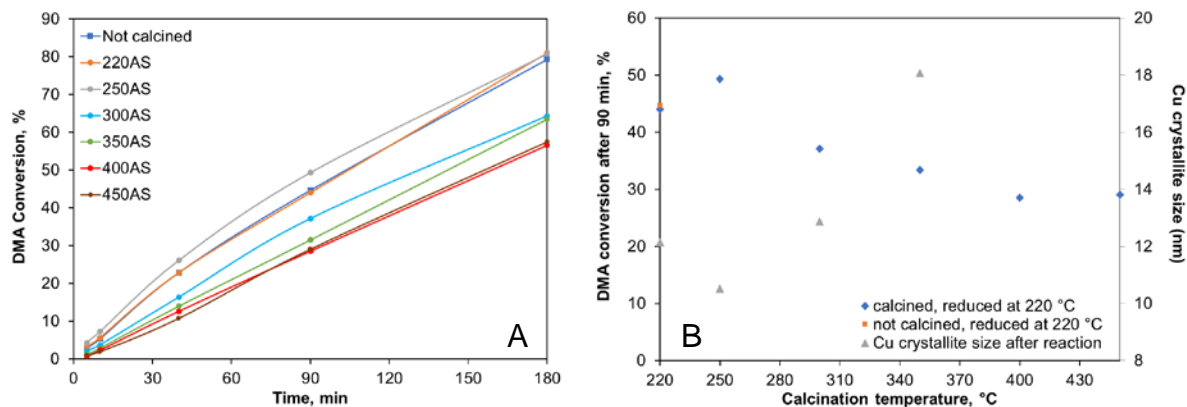 DMA Conversion, %
90
80
70
60
50
40
30
20
10
0
Not calcined
220AS
250AS
300AS
350AS
400AS
450AS
A
0 30 60 90 120 150 180
Time, min
DMA conversion after 90 min, %
60
50
40
30
20
10
0
B
calcined, reduced at 220 °C
not calcined, reduced at 220 °C
Cu crystallite size after reaction
220 250 280 310 340 370 400 430
Calcination temperature, °C
20
18
16
14
12
10
8
Cu crystallite size (nm)